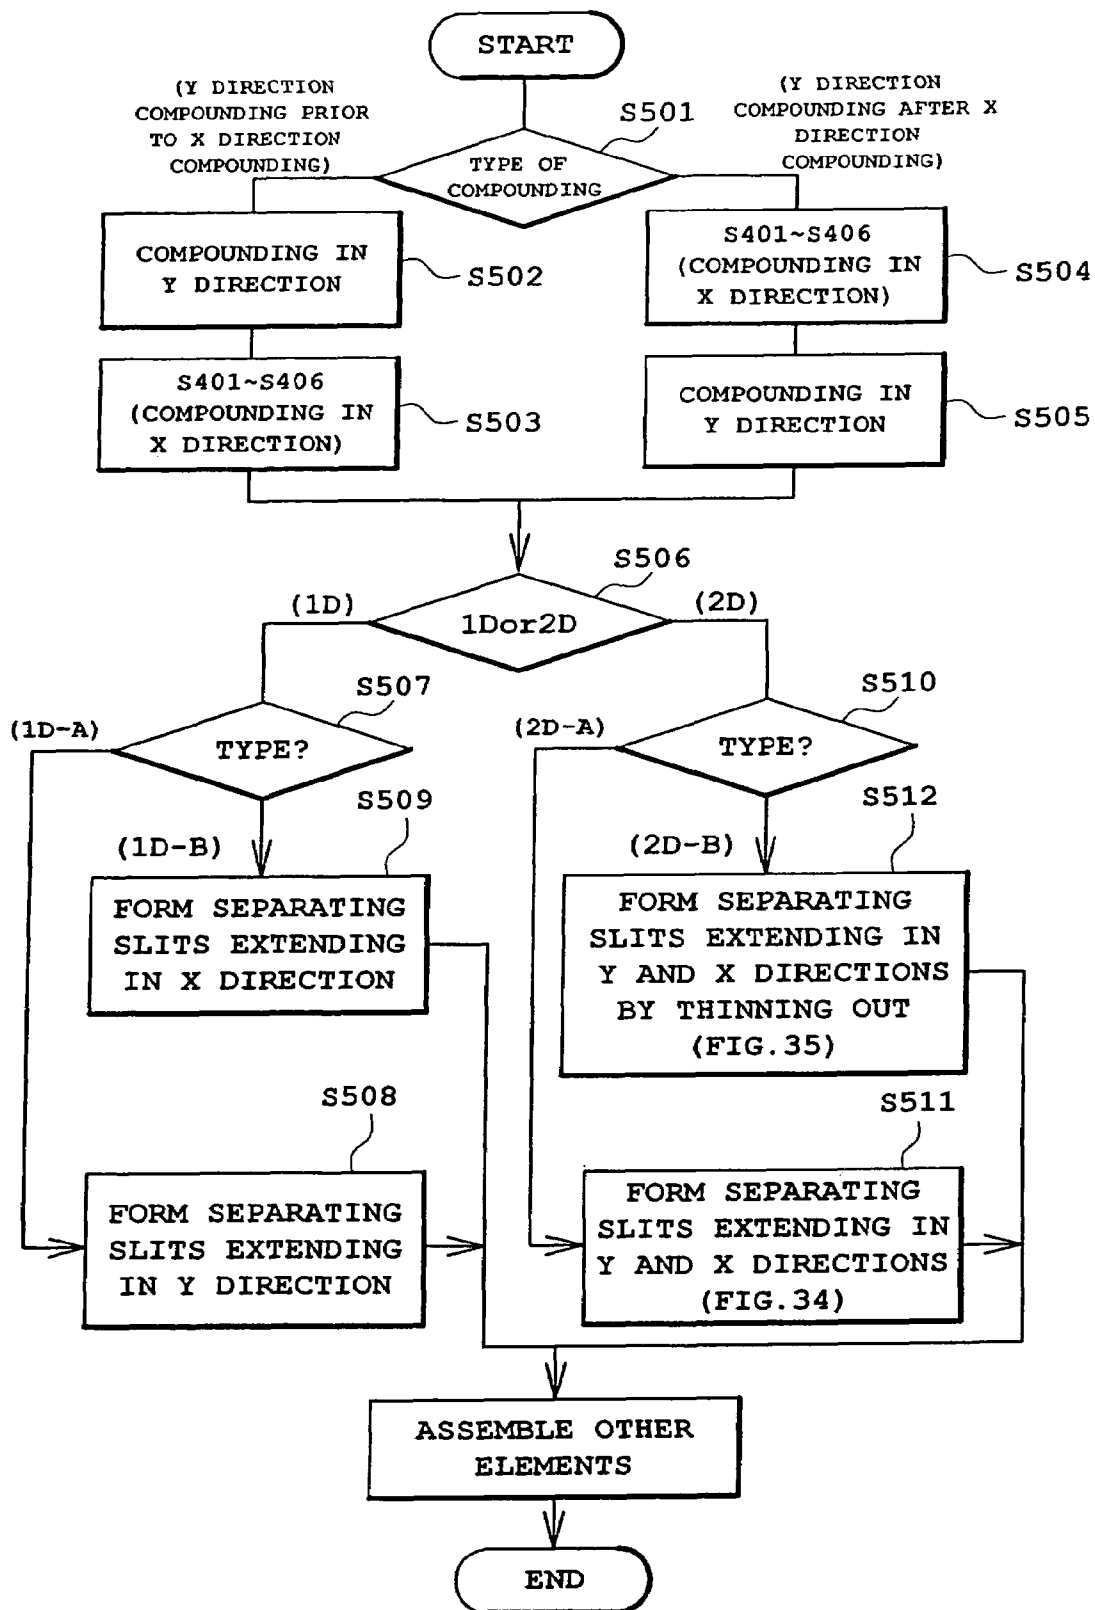 START
(Y DIRECTION
COMPOUNDING PRIOR
TO X DIRECTION
COMPOUNDING)
S501
(Y DIRECTION
COMPOUNDING AFTER X
DIRECTION
COMPOUNDING)
TYPE OF
COMPOUNDING
COMPOUNDING IN
Y DIRECTION
S502
S401~S406
(COMPOUNDING IN
X DIRECTION)
S504
S401~S406
(COMPOUNDING IN
X DIRECTION)
S503
COMPOUNDING IN
Y DIRECTION
S505
S506
(1D)
1Dor2D
(2D)
S507
(1D-A)
TYPE?
S510
(2D-A)
TYPE?
S509
(1D-B)
FORM SEPARATING
SLITS EXTENDING
IN X DIRECTION
S512
(2D-B)
FORM SEPARATING
SLITS EXTENDING IN
Y AND X DIRECTIONS
BY THINNING OUT
(FIG.35)
S508
FORM SEPARATING
SLITS EXTENDING
IN Y DIRECTION
S511
FORM SEPARATING
SLITS EXTENDING IN
Y AND X DIRECTIONS
(FIG.34)
ASSEMBLE OTHER
ELEMENTS
END